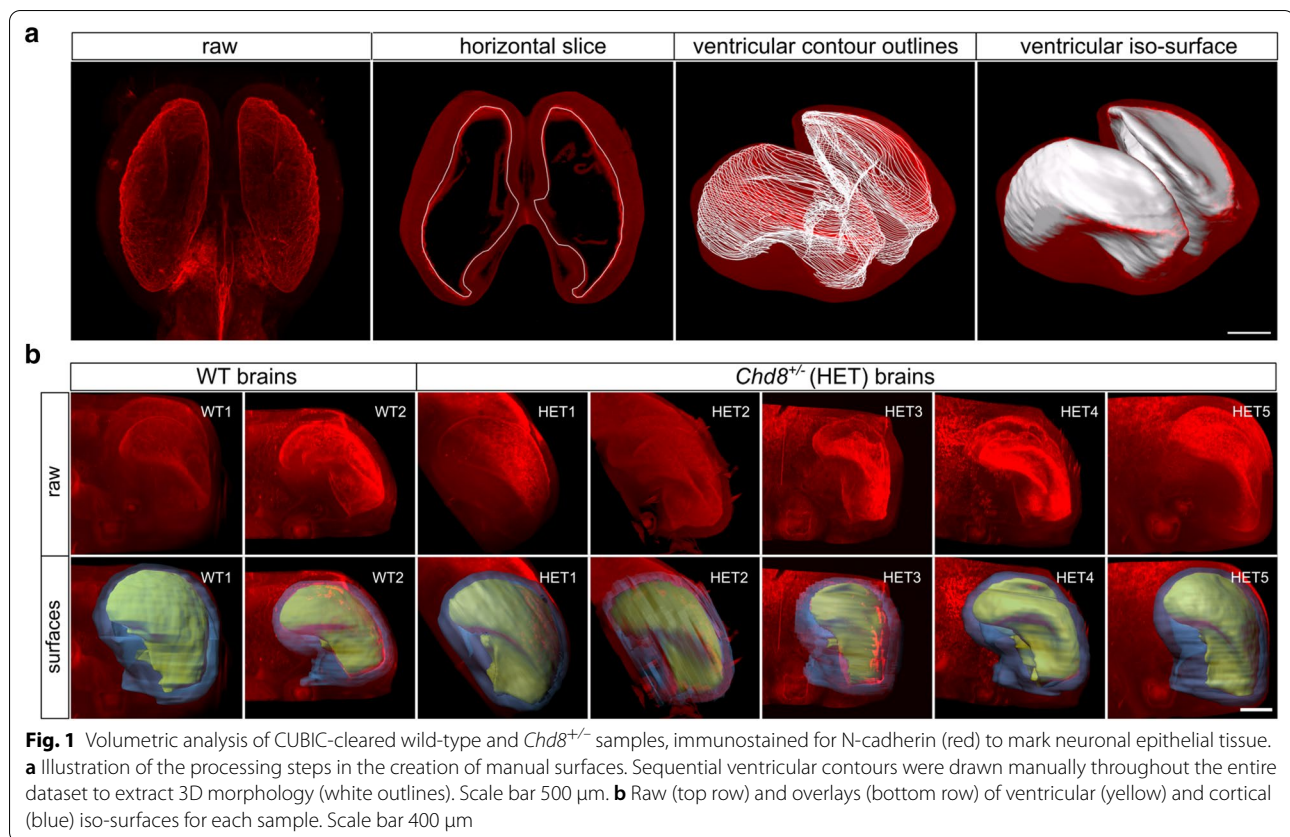 a
raw horizontal slice ventricular contour outlines ventricular iso-surface
b
WT brains Chd8+/- (HET) brains
raw
WT1 WT2 HET1 HET2 HET3 HET4 HET5
surfaces
WT1 WT2 HET1 HET2 HET3 HET4 HET5
Fig. 1 Volumetric analysis of CUBIC-cleared wild-type and Chd8+/− samples, immunostained for N-cadherin (red) to mark neuronal epithelial tissue.
a Illustration of the processing steps in the creation of manual surfaces. Sequential ventricular contours were drawn manually throughout the entire
dataset to extract 3D morphology (white outlines). Scale bar 500 μm. b Raw (top row) and overlays (bottom row) of ventricular (yellow) and cortical
(blue) iso-surfaces for each sample. Scale bar 400 μm